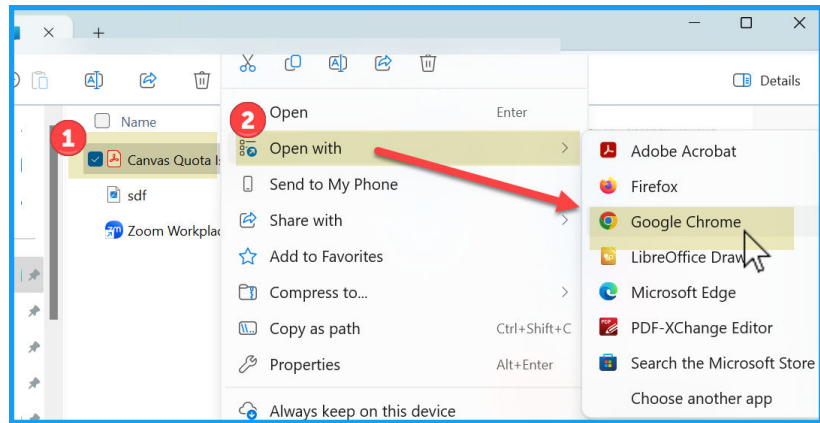 Details
Name
1
Canvas Quota
sdf
Zoom
2
Open Enter
Open with
Send to My Phone
Share with
Add to Favorites
Compress to...
Copy as path Ctrl+Shift+C
Properties Alt+Enter
Always keep on this device
Adobe Acrobat
Firefox
Google Chrome
LibreOffice Draw
Microsoft Edge
PDF-XChange Editor
Search the Microsoft Store
Choose another app